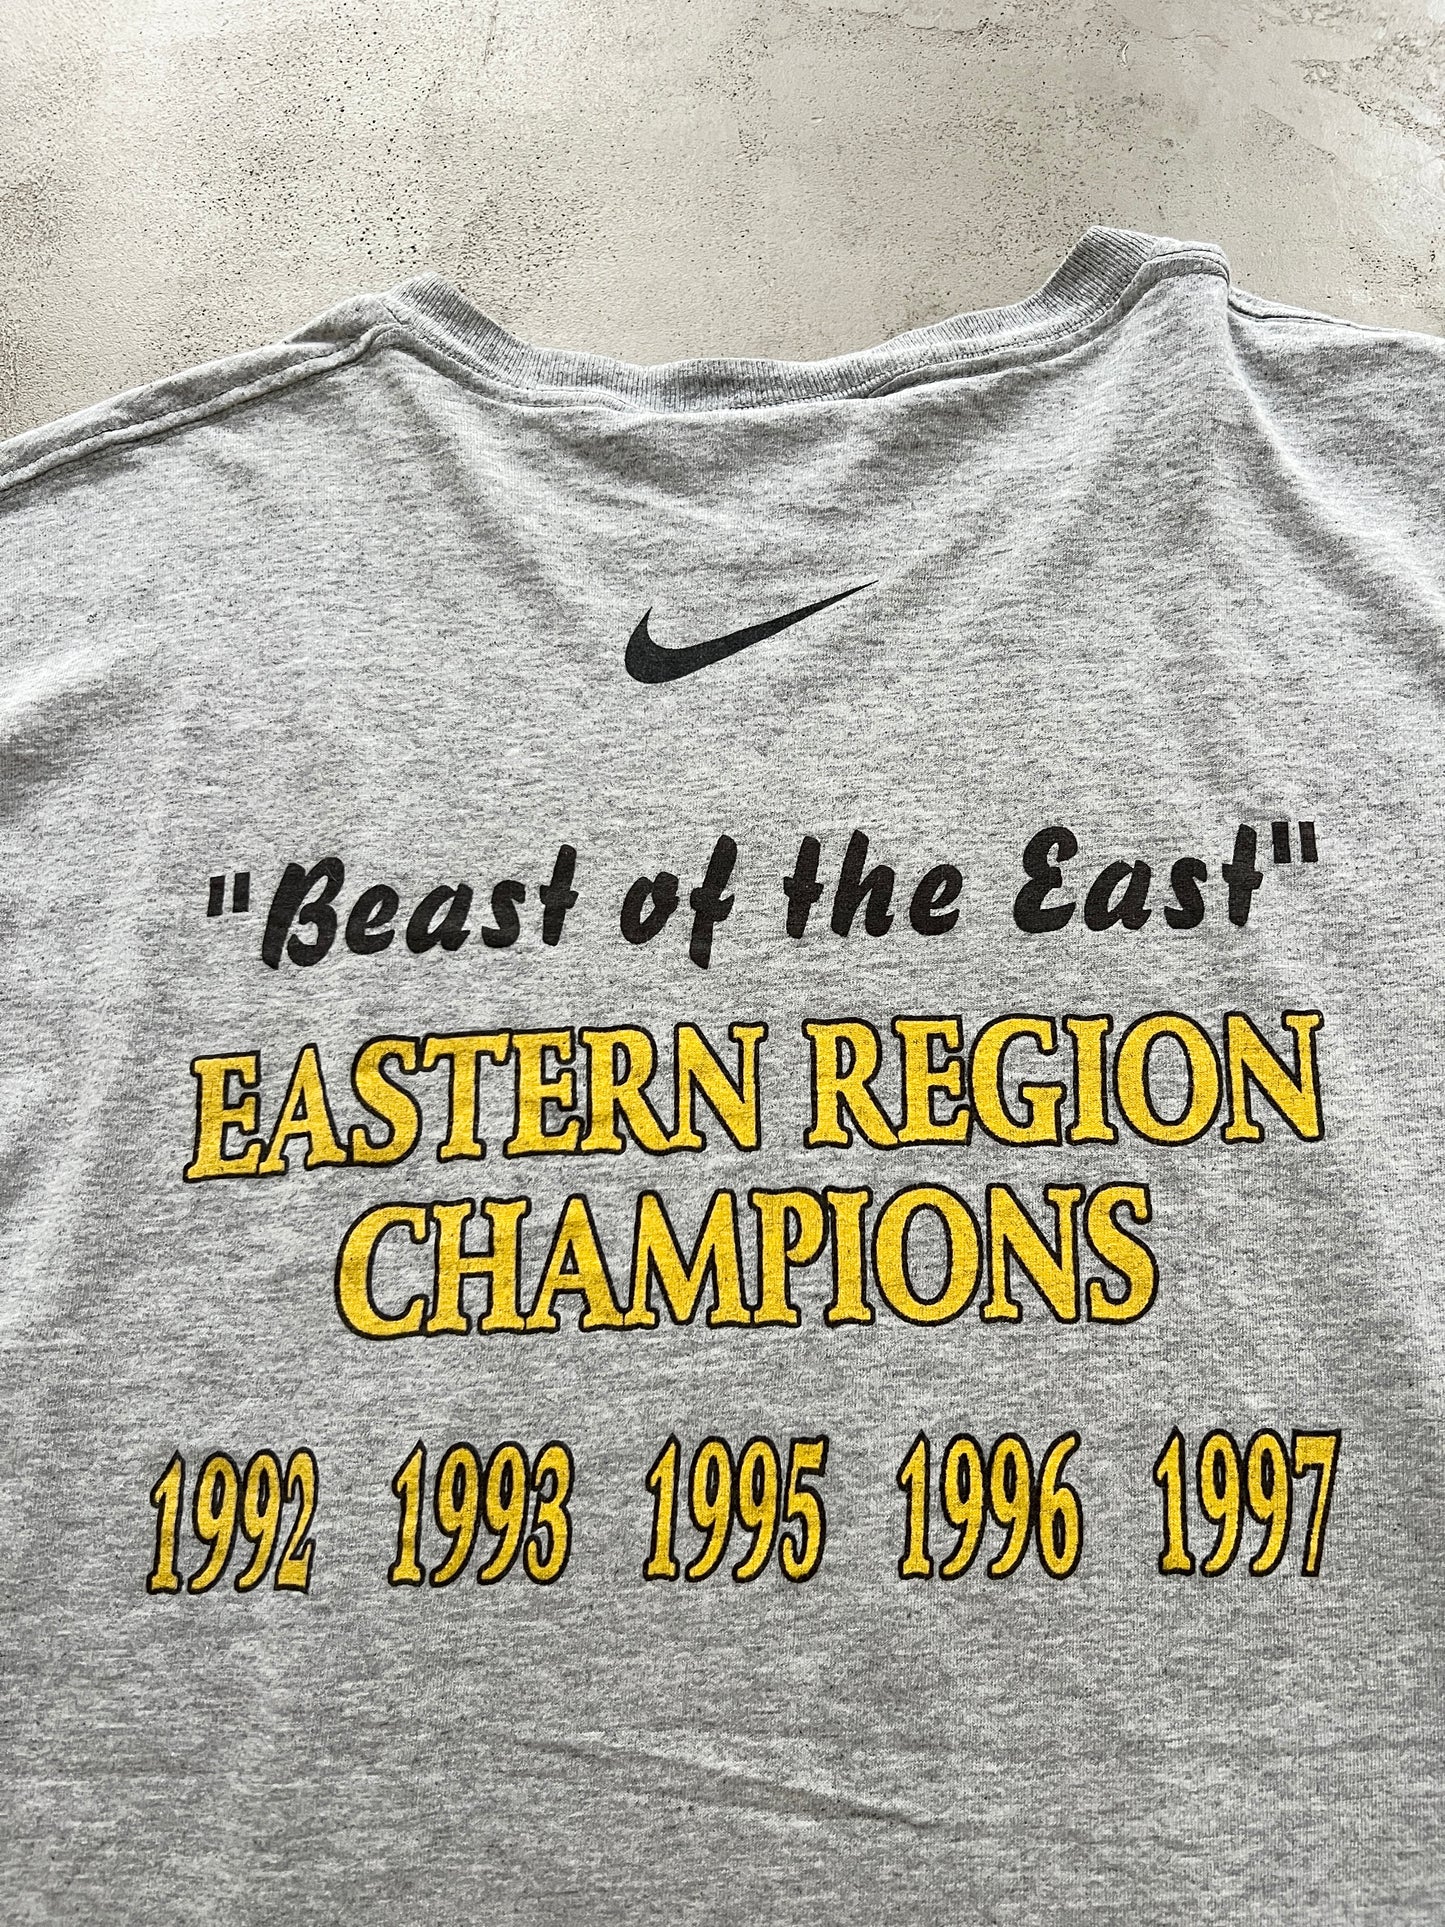 "Beast of the East"
EASTERN REGION
CHAMPIONS
1992 1993 1995 1996 1997